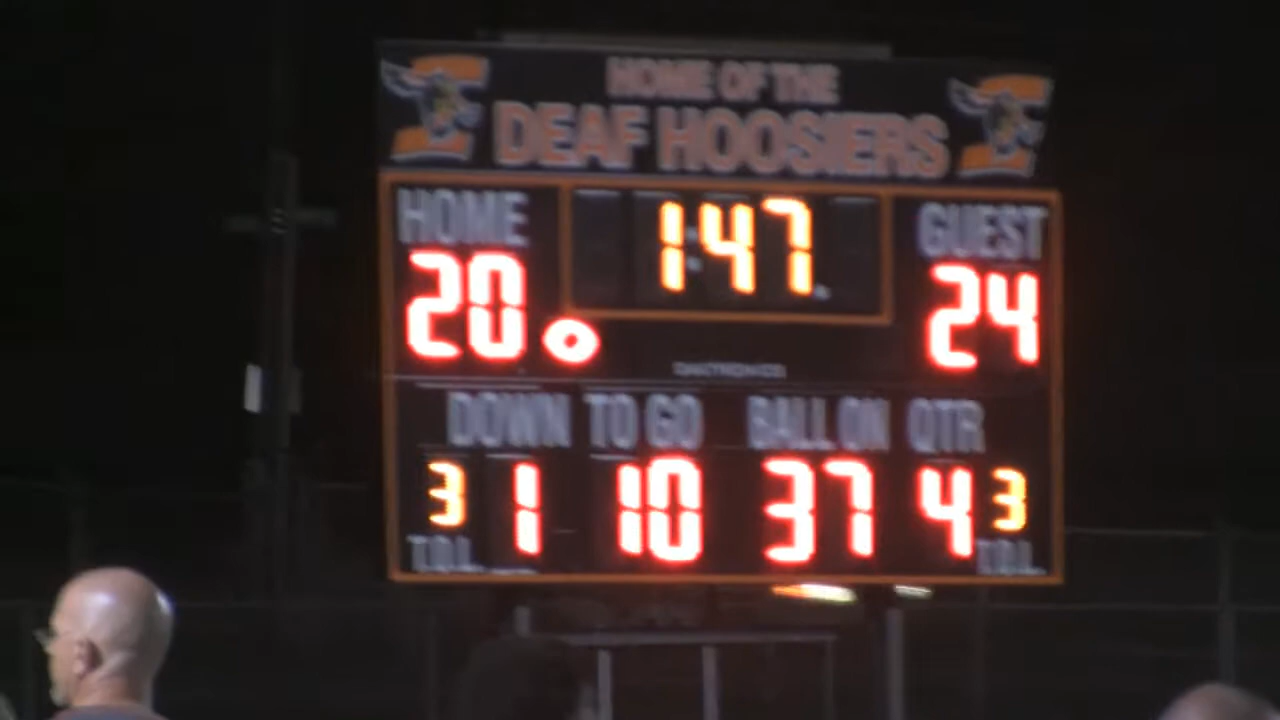 HOME OF THE
DEAF HOOSIERS
HOME 1:47 GUEST
20 24
DAKTRONICS
DOWN TO GO BALL ON QTR
3 1 10 37 4 3
T.O.L. T.O.L.